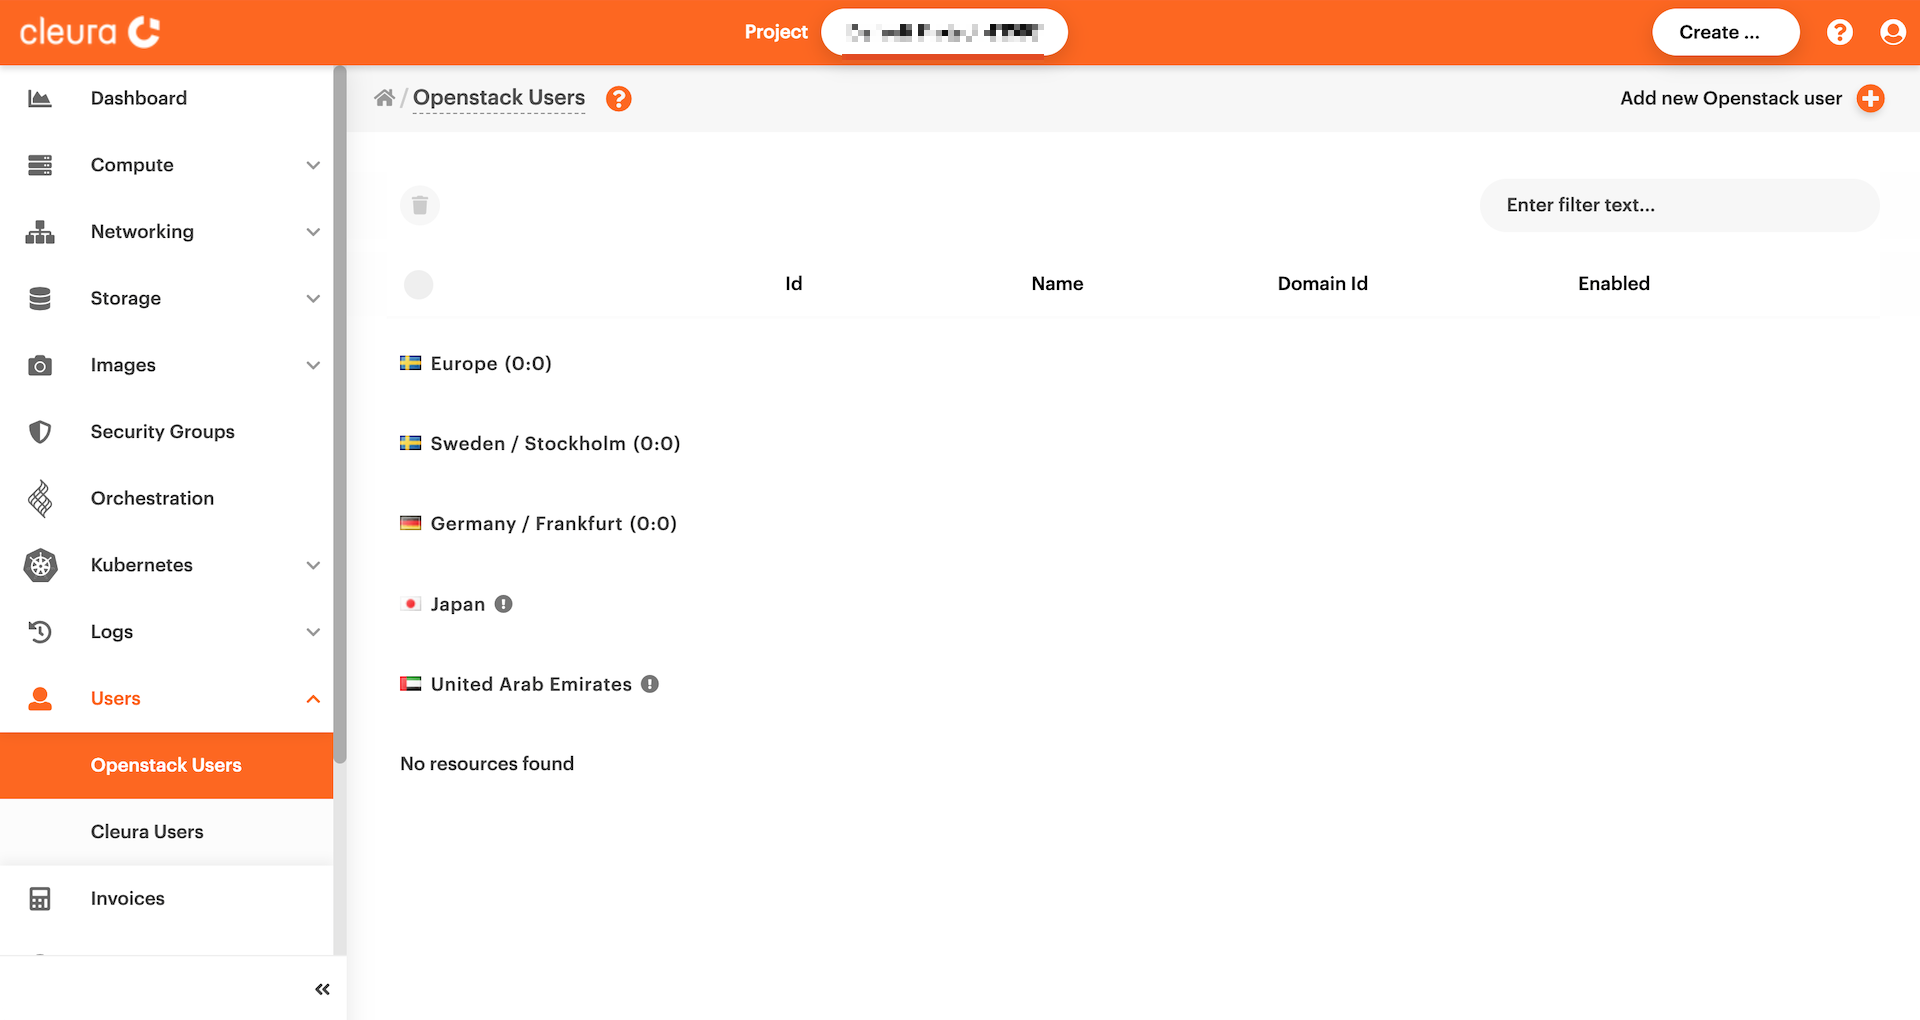 cleura
Project
Create ...
Dashboard
Openstack Users
Add new Openstack user
Compute
Networking
Storage
Images
Security Groups
Orchestration
Kubernetes
Logs
Users
Openstack Users
Cleura Users
Invoices
Enter filter text...
Id Name Domain Id Enabled
Europe (0:0)
Sweden / Stockholm (0:0)
Germany / Frankfurt (0:0)
Japan
United Arab Emirates
No resources found